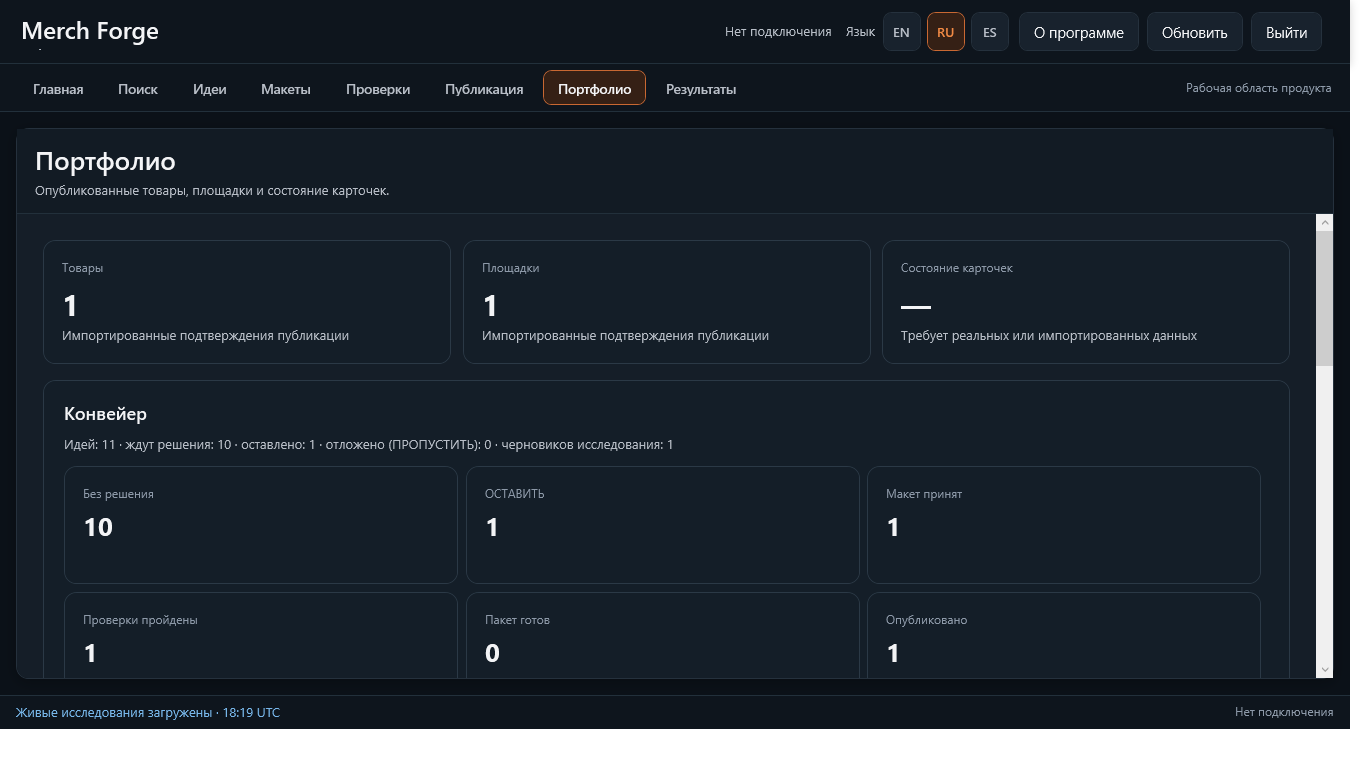 Merch Forge
Нет подключения Язык EN RU ES О программе Обновить Выйти
Главная Поиск Идеи Макеты Проверки Публикация Портфолио Результаты Рабочая область продукта
Портфолио
Опубликованные товары, площадки и состояние карточек.
Товары
1
Импортированные подтверждения публикации
Площадки
1
Импортированные подтверждения публикации
Состояние карточек
—
Требует реальных или импортированных данных
Конвейер
Идей: 11 · ждут решения: 10 · оставлено: 1 · отложено (ПРОПУСТИТЬ): 0 · черновиков исследования: 1
Без решения
10
ОСТАВИТЬ
1
Макет принят
1
Проверки пройдены
1
Пакет готов
0
Опубликовано
1
Живые исследования загружены · 18:19 UTC
Нет подключения